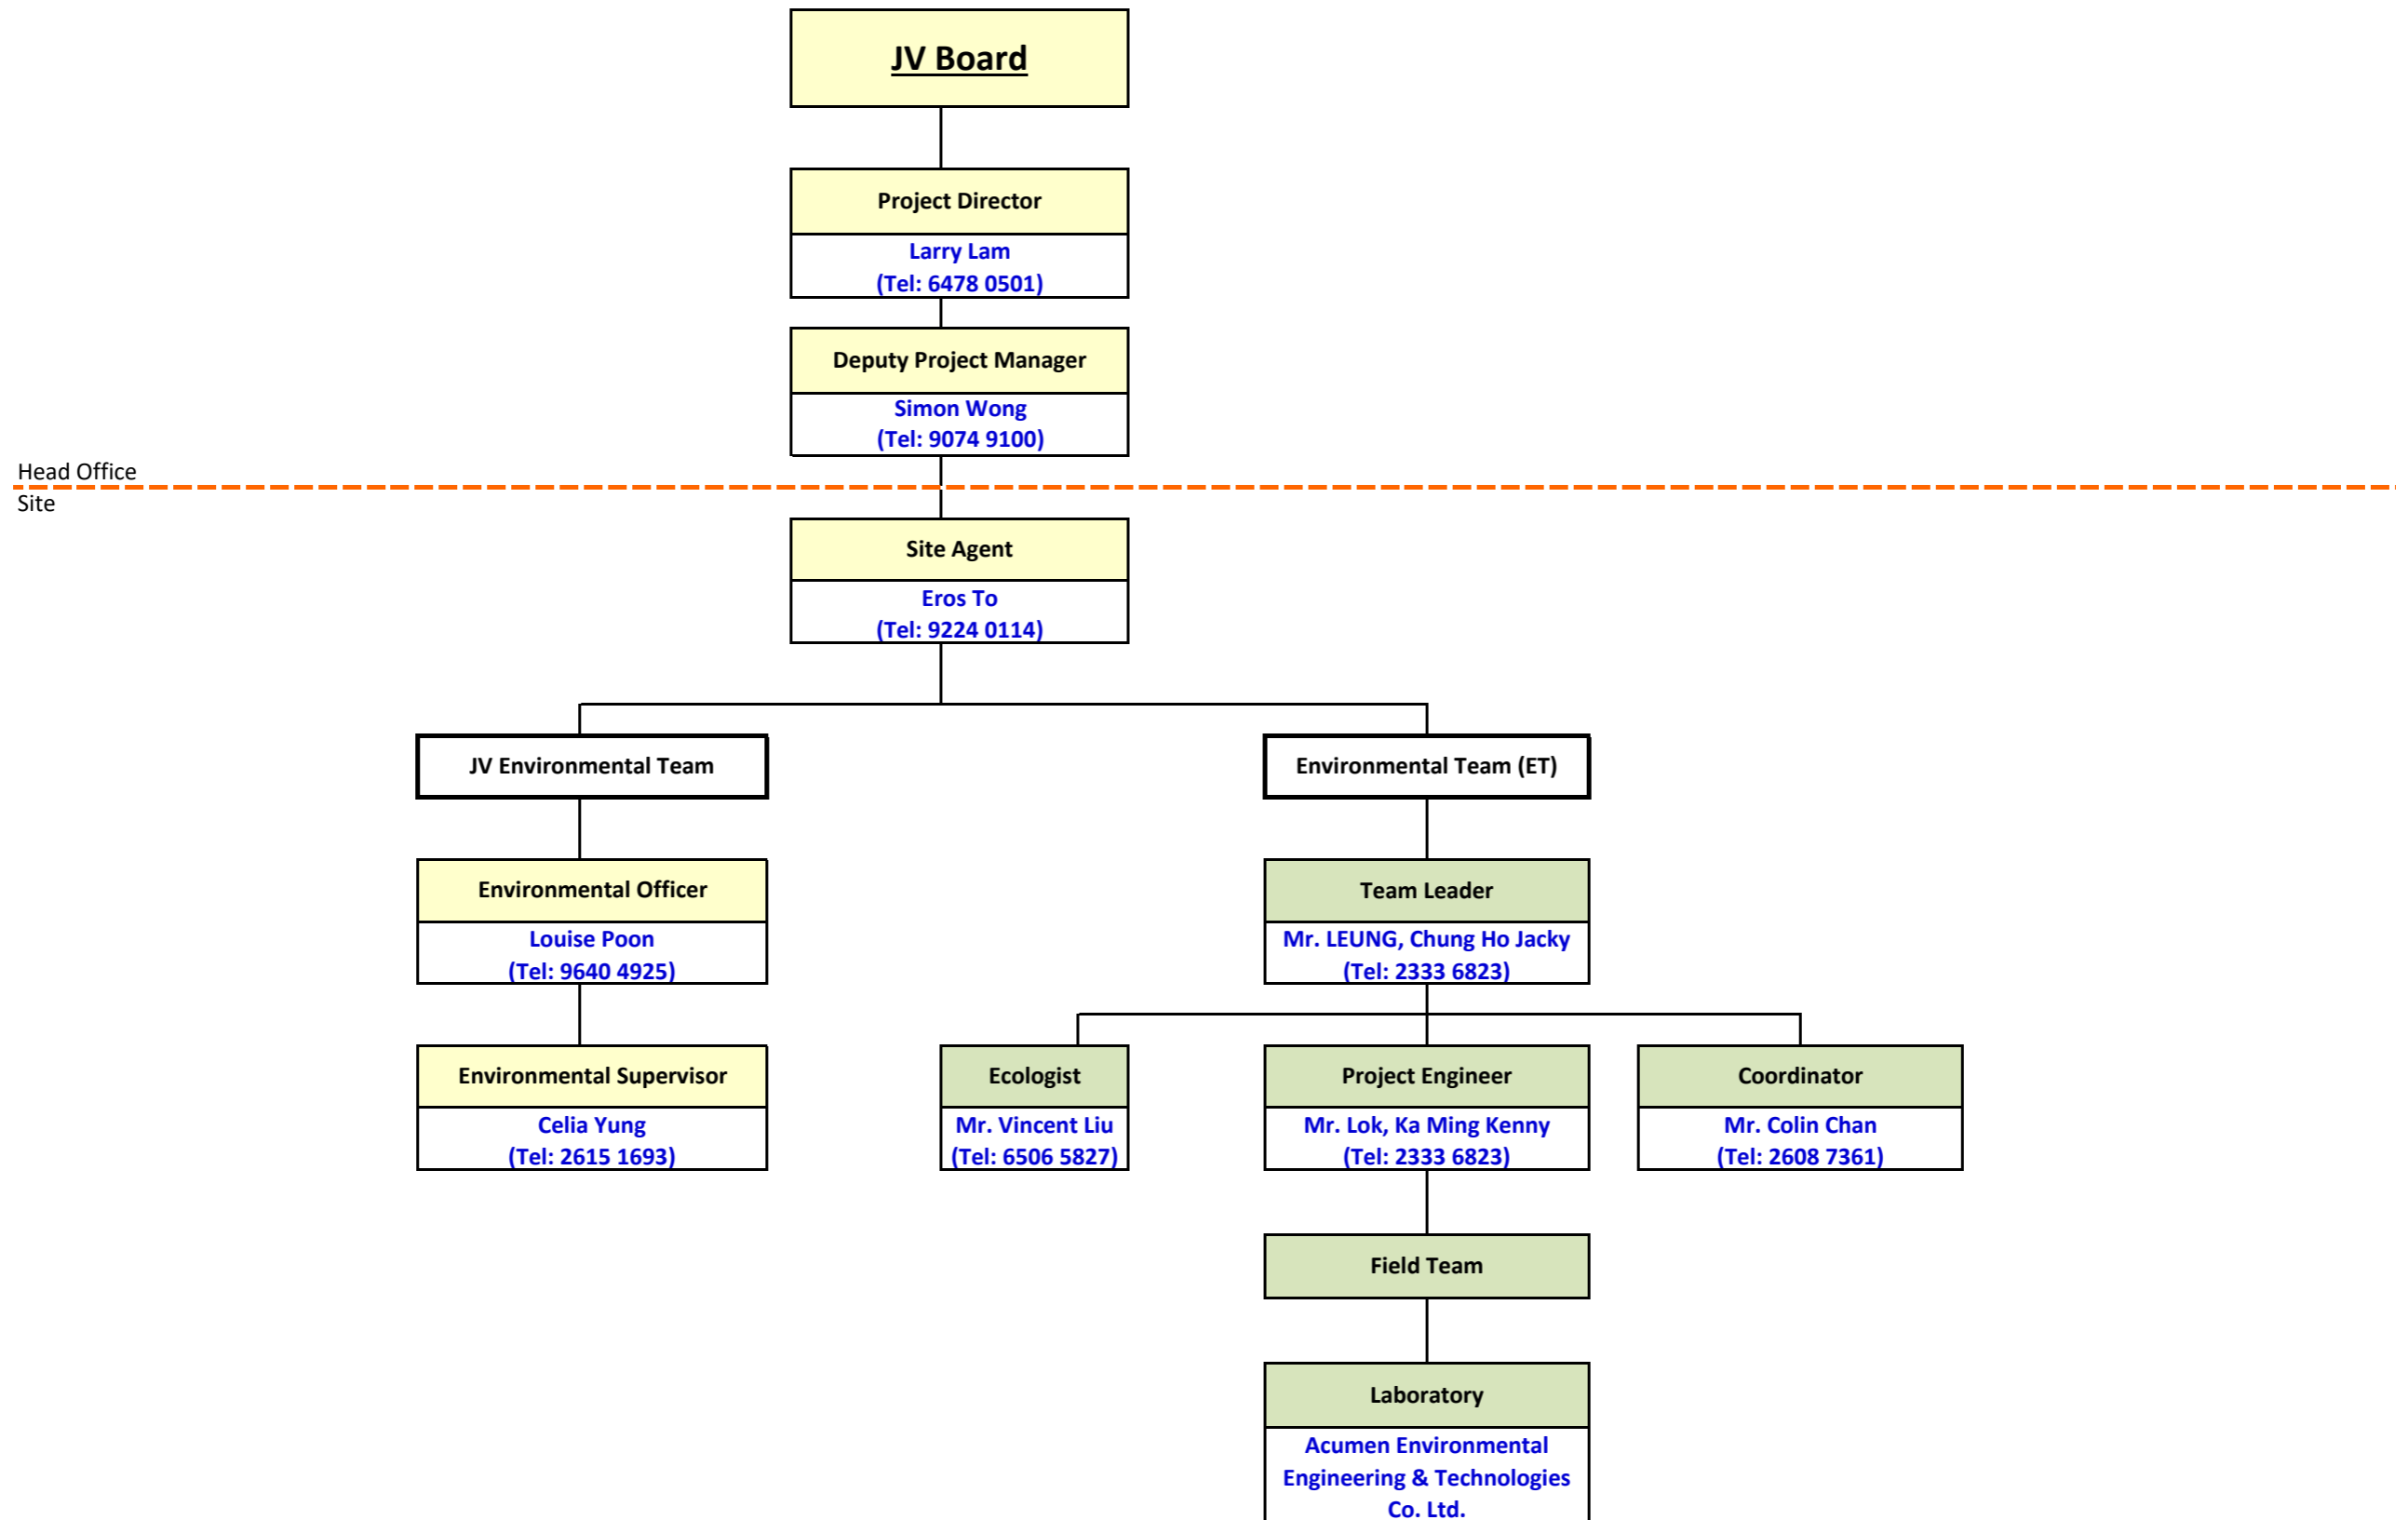 JV Board
Project Director
Larry Lam
(Tel: 6478 0501)
Deputy Project Manager
Simon Wong
(Tel: 9074 9100)
Head Office
Site
Site Agent
Eros To
(Tel: 9224 0114)
JV Environmental Team
Environmental Team (ET)
Environmental Officer
Louise Poon
(Tel: 9640 4925)
Team Leader
Mr. LEUNG, Chung Ho Jacky
(Tel: 2333 6823)
Environmental Supervisor
Celia Yung
(Tel: 2615 1693)
Ecologist
Mr. Vincent Liu
(Tel: 6506 5827)
Project Engineer
Mr. Lok, Ka Ming Kenny
(Tel: 2333 6823)
Coordinator
Mr. Colin Chan
(Tel: 2608 7361)
Field Team
Laboratory
Acumen Environmental
Engineering & Technologies
Co. Ltd.